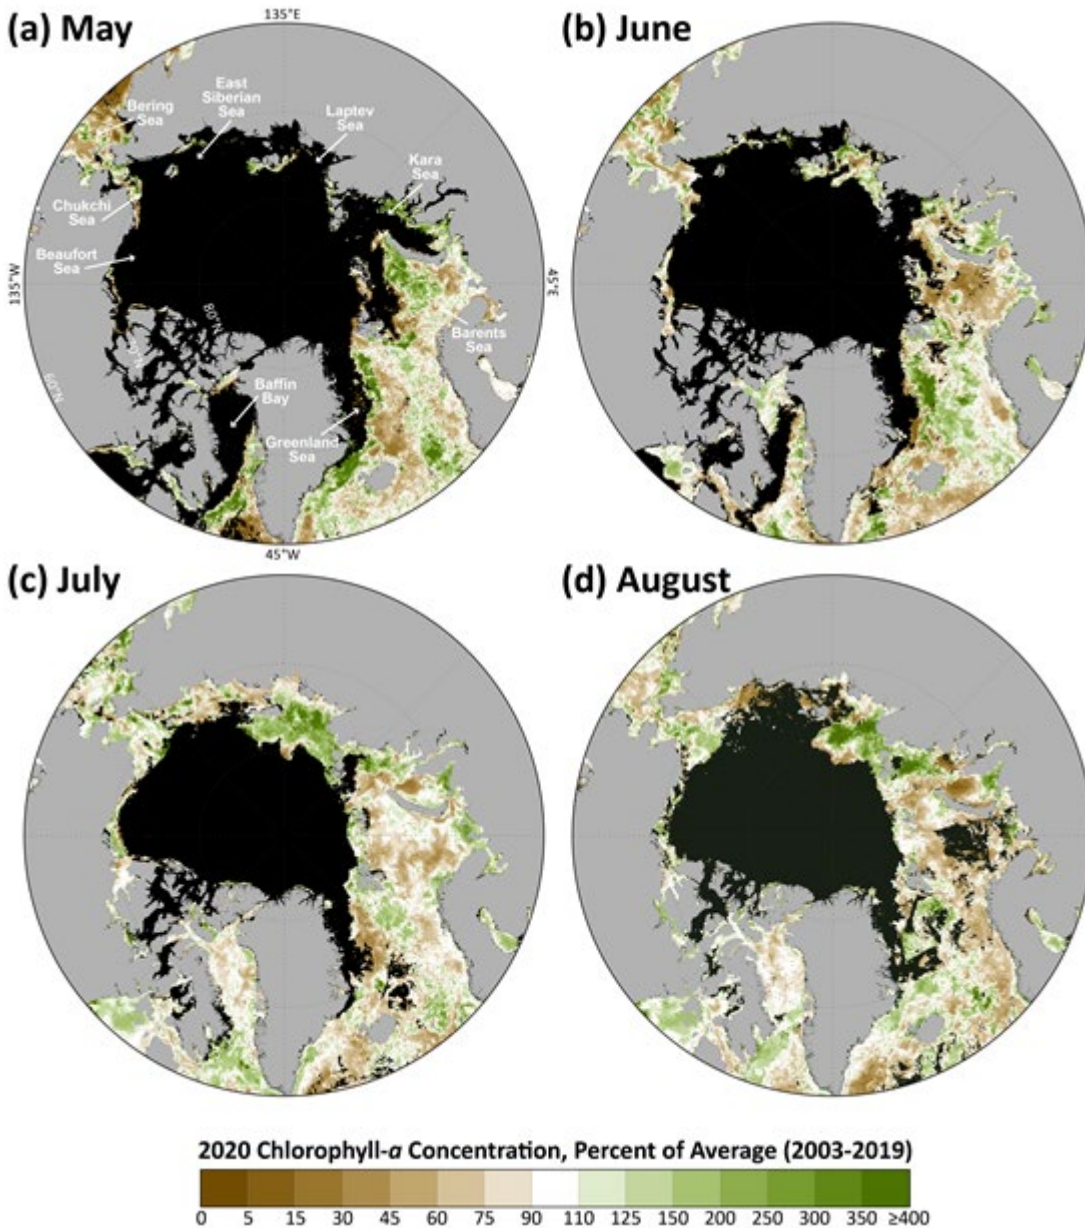 (a) May
135°E
(b) June
East
Siberian
Sea
Bering
Sea
Laptev
Sea
Kara
Sea
Chukchi
Sea
Beaufort
Sea
135°W
45°E
80°N
70°N
60°N
Barents
Sea
Baffin
Bay
Greenland
Sea
45°W
(c) July
(d) August
2020 Chlorophyll-α Concentration, Percent of Average (2003-2019)
0 5 15 30 45 60 75 90 110 125 150 200 250 300 350 ≥400